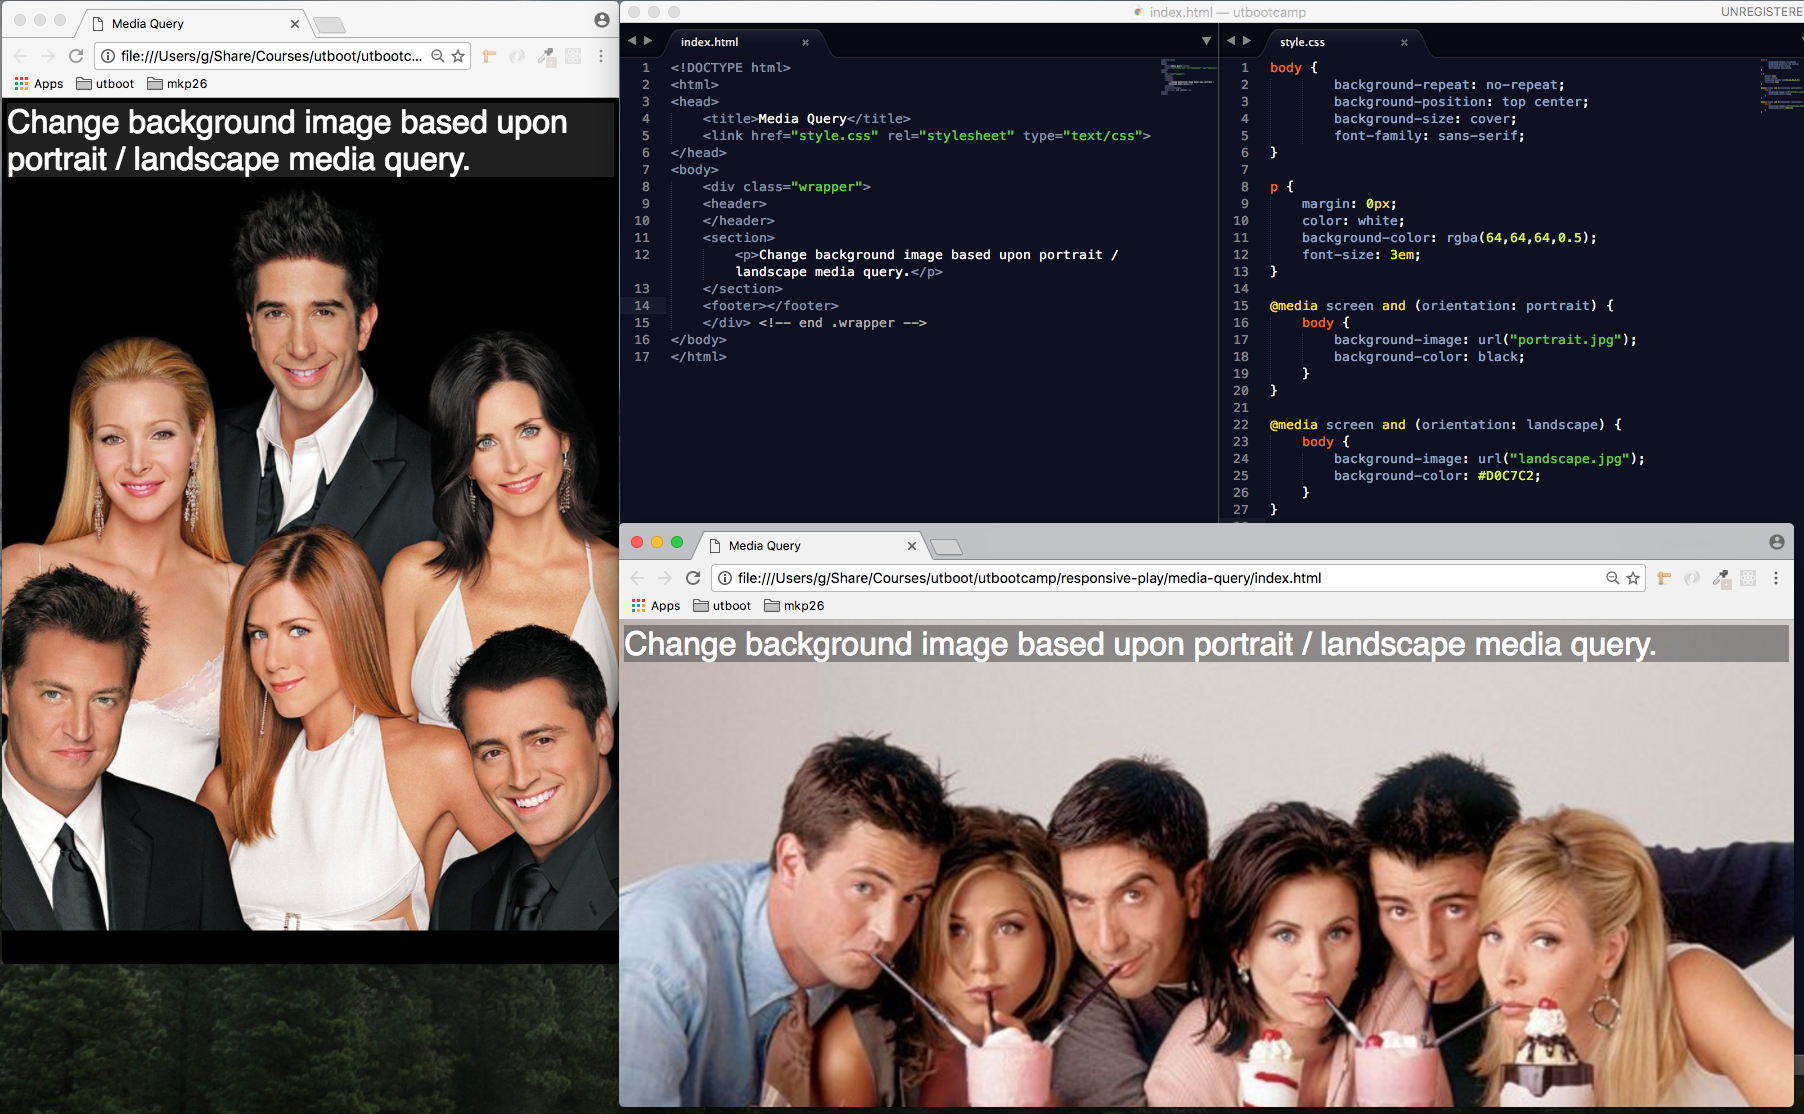 Media Query
file:///Users/g/Share/Courses/utboot/utbootc...
Apps utboot mkp26
Change background image based upon
portrait / landscape media query.
index.html — utbootcamp
UNREGISTERE
index.html
1 <!DOCTYPE html>
2 <html>
3 <head>
4 <title>Media Query</title>
5 <link href="style.css" rel="stylesheet" type="text/css">
6 </head>
7 <body>
8 <div class="wrapper">
9 <header>
10 </header>
11 <section>
12 <p>Change background image based upon portrait /
landscape media query.</p>
13 </section>
14 <footer></footer>
15 </div> <!-- end .wrapper -->
16 </body>
17 </html>
style.css
1 body {
2 background-repeat: no-repeat;
3 background-position: top center;
4 background-size: cover;
5 font-family: sans-serif;
6 }
7
8 p {
9 margin: 0px;
10 color: white;
11 background-color: rgba(64,64,64,0.5);
12 font-size: 3em;
13 }
14
15 @media screen and (orientation: portrait) {
16 body {
17 background-image: url("portrait.jpg");
18 background-color: black;
19 }
20 }
21
22 @media screen and (orientation: landscape) {
23 body {
24 background-image: url("landscape.jpg");
25 background-color: #D0C7C2;
26 }
27 }
Media Query
file:///Users/g/Share/Courses/utboot/utbootcamp/responsive-play/media-query/index.html
Apps utboot mkp26
Change background image based upon portrait / landscape media query.